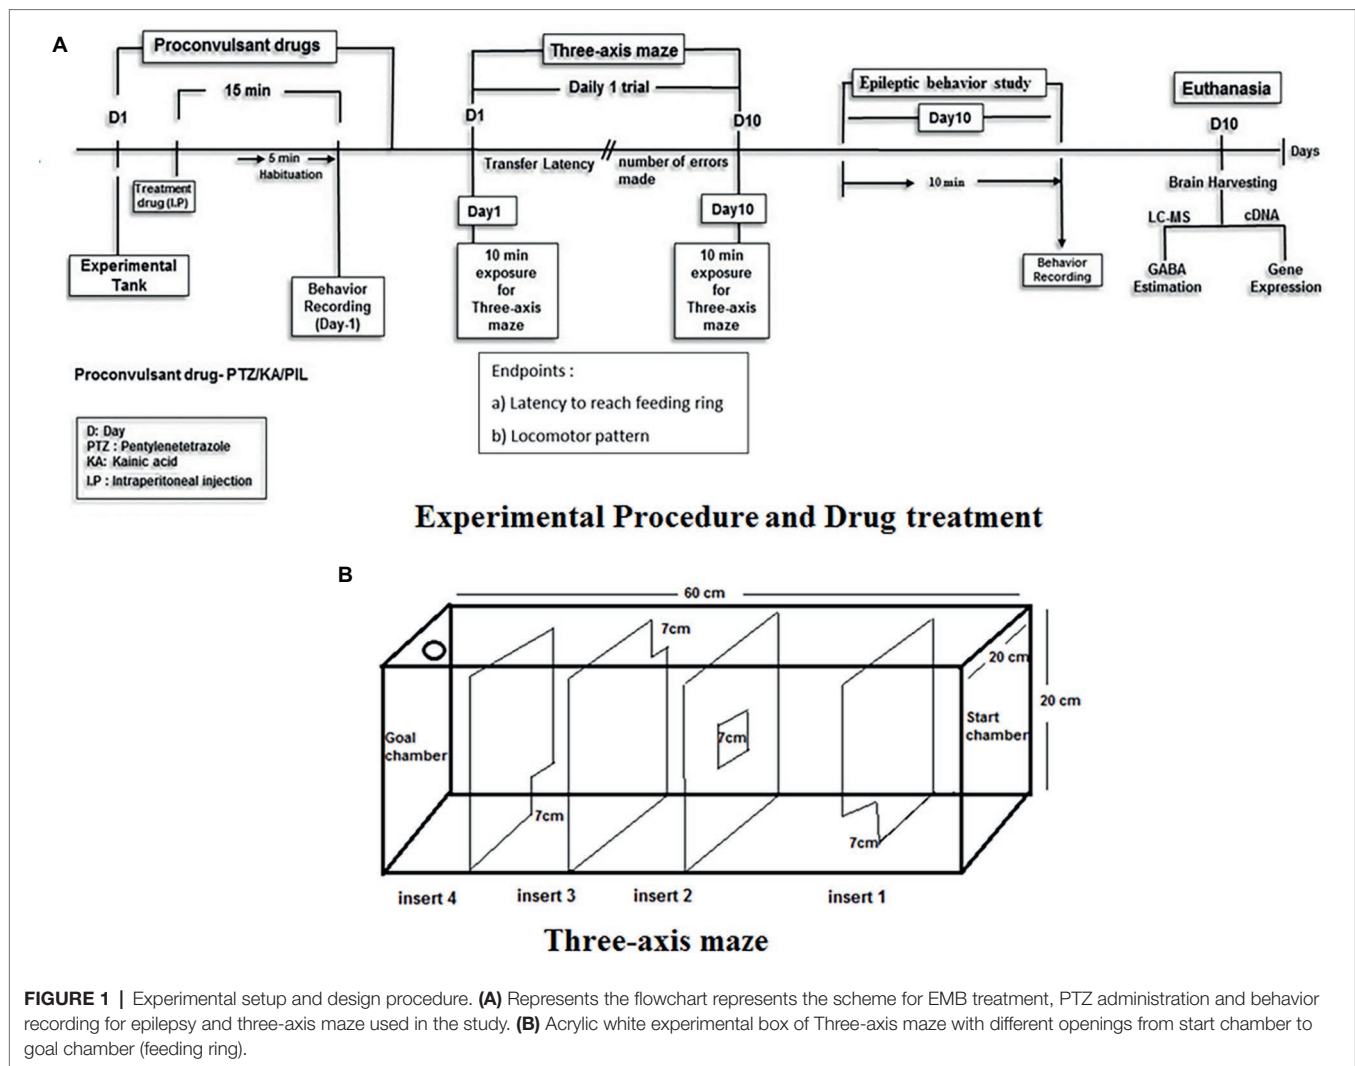 A
Proconvulsant drugs
Three-axis maze
15 min
Daily 1 trial
Epileptic behavior study
Euthanasia
D1
D1
D10
Day10
D10
5 min
Habituation
Transfer Latency
number of errors
made
Days
Treatment
drug (I.P)
10 min
Brain Harvesting
Day1
Day10
LC-MS
cDNA
Experimental
Tank
Behavior
Recording
(Day-1)
10 min
exposure
for
Three-axis
maze
10 min
exposure
for
Three-axis
maze
Behavior
Recording
GABA
Estimation
Gene
Expression
Proconvulsant drug- PTZ/KA/PIL
Endpoints :
a) Latency to reach feeding ring
b) Locomotor pattern
D: Day
PTZ : Pentylenetetrazole
KA: Kainic acid
I.P : Intraperitoneal injection
Experimental Procedure and Drug treatment
B
60 cm
7cm
20 cm
20 cm
Goal
chamber
7cm
Start
chamber
7cm
7cm
insert 4
insert 3
insert 2
insert 1
Three-axis maze
FIGURE 1 | Experimental setup and design procedure. (A) Represents the flowchart represents the scheme for EMB treatment, PTZ administration and behavior
recording for epilepsy and three-axis maze used in the study. (B) Acrylic white experimental box of Three-axis maze with different openings from start chamber to
goal chamber (feeding ring).